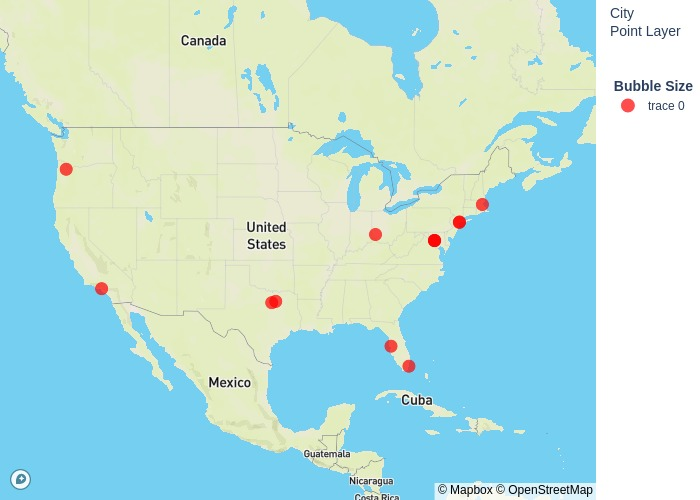 City
Point Layer
Canada
Bubble Size
trace 0
United
States
Mexico
Cuba
Guatemala
Nicaragua
Costa Rica
© Mapbox © OpenStreetMap